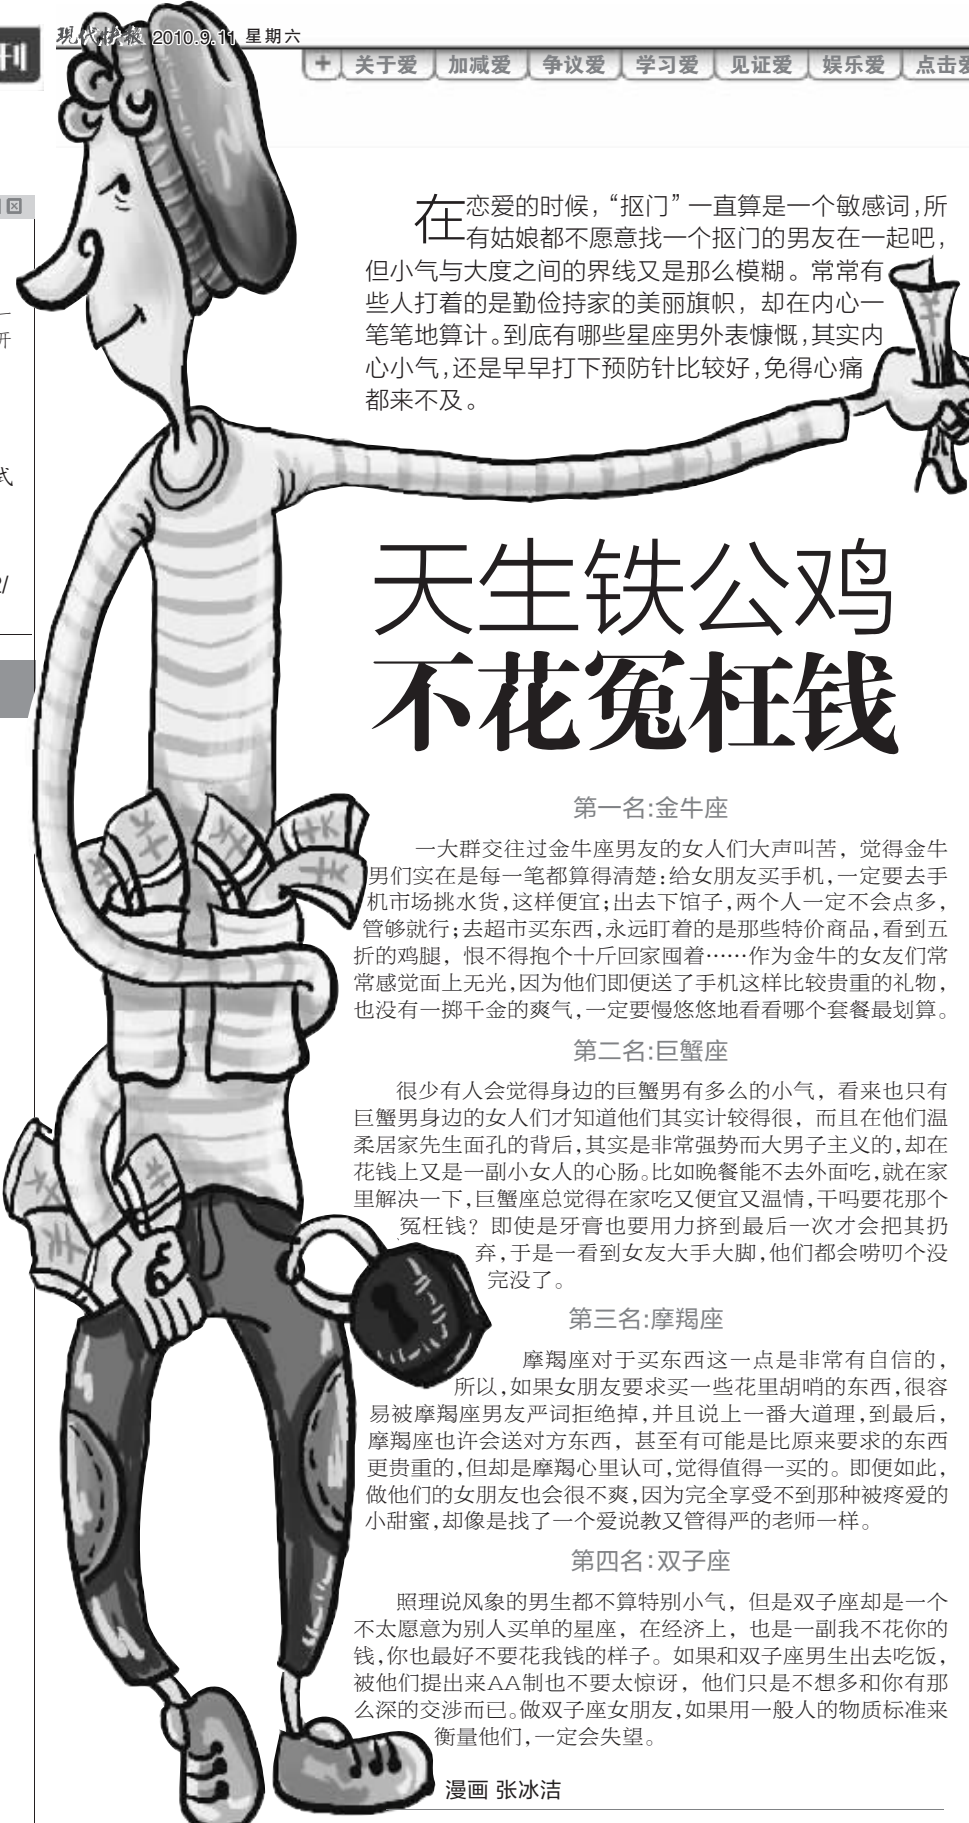 刊
现代快报 2010.9.11 星期六
+ 关于爱 加减爱 争议爱 学习爱 见证爱 娱乐爱 点击爱
在恋爱的时候，“抠门”一直算是一个敏感词，所
有姑娘都不愿意找一个抠门的男友在一起吧，
但小气与大度之间的界线又是那么模糊。常常有
些人打着的是勤俭持家的美丽旗帜，却在内心一
笔笔地算计。到底有哪些星座男外表慷慨，其实内
心小气，还是早早打下预防针比较好，免得心痛
都来不及。
天生铁公鸡
不花冤枉钱
第一名:金牛座
一大群交往过金牛座男友的女人们大声叫苦，觉得金牛
男们实在是每一笔都算得清楚：给女朋友买手机，一定要去手
机市场挑水货，这样便宜；出去下馆子，两个人一定不会点多，
管够就行；去超市买东西，永远盯着的是那些特价商品，看到五
折的鸡腿，恨不得抱个十斤回家囤着……作为金牛的女友们常
常感觉面上无光，因为他们即便送了手机这样比较贵重的礼物，
也没有一掷千金的爽气，一定要慢悠悠地看看哪个套餐最划算。
第二名:巨蟹座
很少有人会觉得身边的巨蟹男有多么的小气，看来也只有
巨蟹男身边的女人们才知道他们其实计较得很，而且在他们温
柔居家先生面孔的背后，其实是非常强势而大男子主义的，却在
花钱上又是一副小女人的心肠。比如晚餐能不去外面吃，就在家
里解决一下，巨蟹座总觉得在家吃又便宜又温情，干吗要花那个
冤枉钱？即使是牙膏也要用力挤到最后一次才会把其扔
弃，于是一看到女友大手大脚，他们都会唠叨个没
完没了。
第三名:摩羯座
摩羯座对于买东西这一点是非常有自信的，
所以，如果女朋友要求买一些花里胡哨的东西，很容
易被摩羯座男友严词拒绝掉，并且说上一番大道理，到最后，
摩羯座也许会送对方东西，甚至有可能是比原来要求的东西
更贵重的，但却是摩羯心里认可，觉得值得一买的。即便如此，
做他们的女朋友也会很不爽，因为完全享受不到那种被疼爱的
小甜蜜，却像是找了一个爱说教又管得严的老师一样。
第四名:双子座
照理说风象的男生都不算特别小气，但是双子座却是一个
不太愿意为别人买单的星座，在经济上，也是一副我不花你的
钱，你也最好不要花我钱的样子。如果和双子座男生出去吃饭，
被他们提出来AA制也不要太惊讶，他们只是不想多和你有那
么深的交涉而已。做双子座女朋友，如果用一般人的物质标准来
衡量他们，一定会失望。
漫画 张冰洁